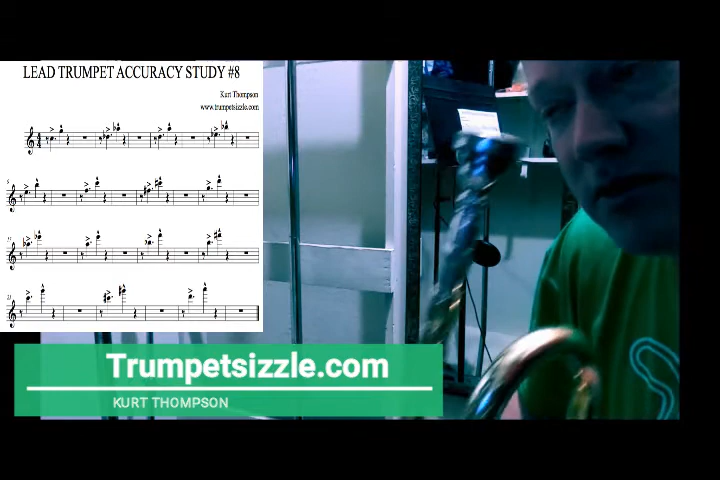 LEAD TRUMPET ACCURACY STUDY #8
Kurt Thompson
www.trumpetsizzle.com
Trumpetsizzle.com
KURT THOMPSON